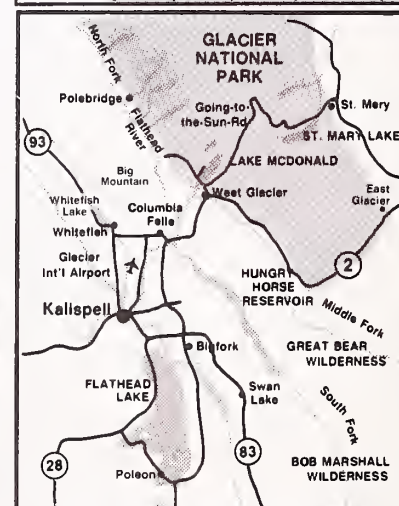 GLACIER
NATIONAL
PARK
North Fork
Flathead
River
Polebridge
Going-to-
the-Sun-Rd
St. Mery
ST. MARY LAKE
93
LAKE MCDONALD
Big
Mountain
West Glacier
East
Glacier
Whitefish
Lake
Columbia
Falls
Whitefish
Glacier
Int'l Airport
2
HUNGRY
HORSE
RESERVOIR
Middle Fork
Kalispell
Bigfork
GREAT BEAR
WILDERNESS
FLATHEAD
LAKE
Swan
Lake
South Fork
28
83
BOB MARSHALL
WILDERNESS
Poleon